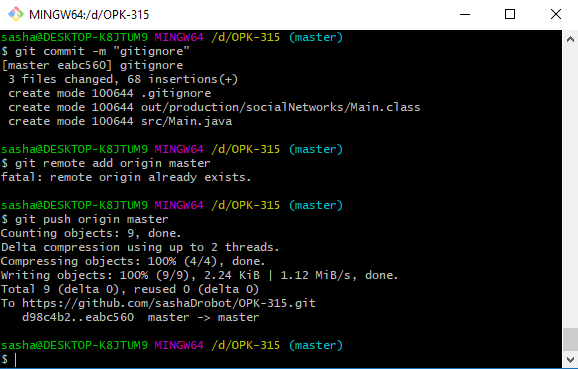 MINGW64:/d/OPK-315
sasha@DESKTOP-K8JTUM9 MINGW64 /d/OPK-315 (master)
$ git commit -m "gitignore"
[master eabc560] gitignore
 3 files changed, 68 insertions(+)
 create mode 100644 .gitignore
 create mode 100644 out/production/socialNetworks/Main.class
 create mode 100644 src/Main.java
sasha@DESKTOP-K8JTUM9 MINGW64 /d/OPK-315 (master)
$ git remote add origin master
fatal: remote origin already exists.
sasha@DESKTOP-K8JTUM9 MINGW64 /d/OPK-315 (master)
$ git push origin master
Counting objects: 9, done.
Delta compression using up to 2 threads.
Compressing objects: 100% (4/4), done.
Writing objects: 100% (9/9), 2.24 KiB | 1.12 MiB/s, done.
Total 9 (delta 0), reused 0 (delta 0)
To https://github.com/sashaDrobot/OPK-315.git
   d98c4b2..eabc560  master -> master
sasha@DESKTOP-K8JTUM9 MINGW64 /d/OPK-315 (master)
$